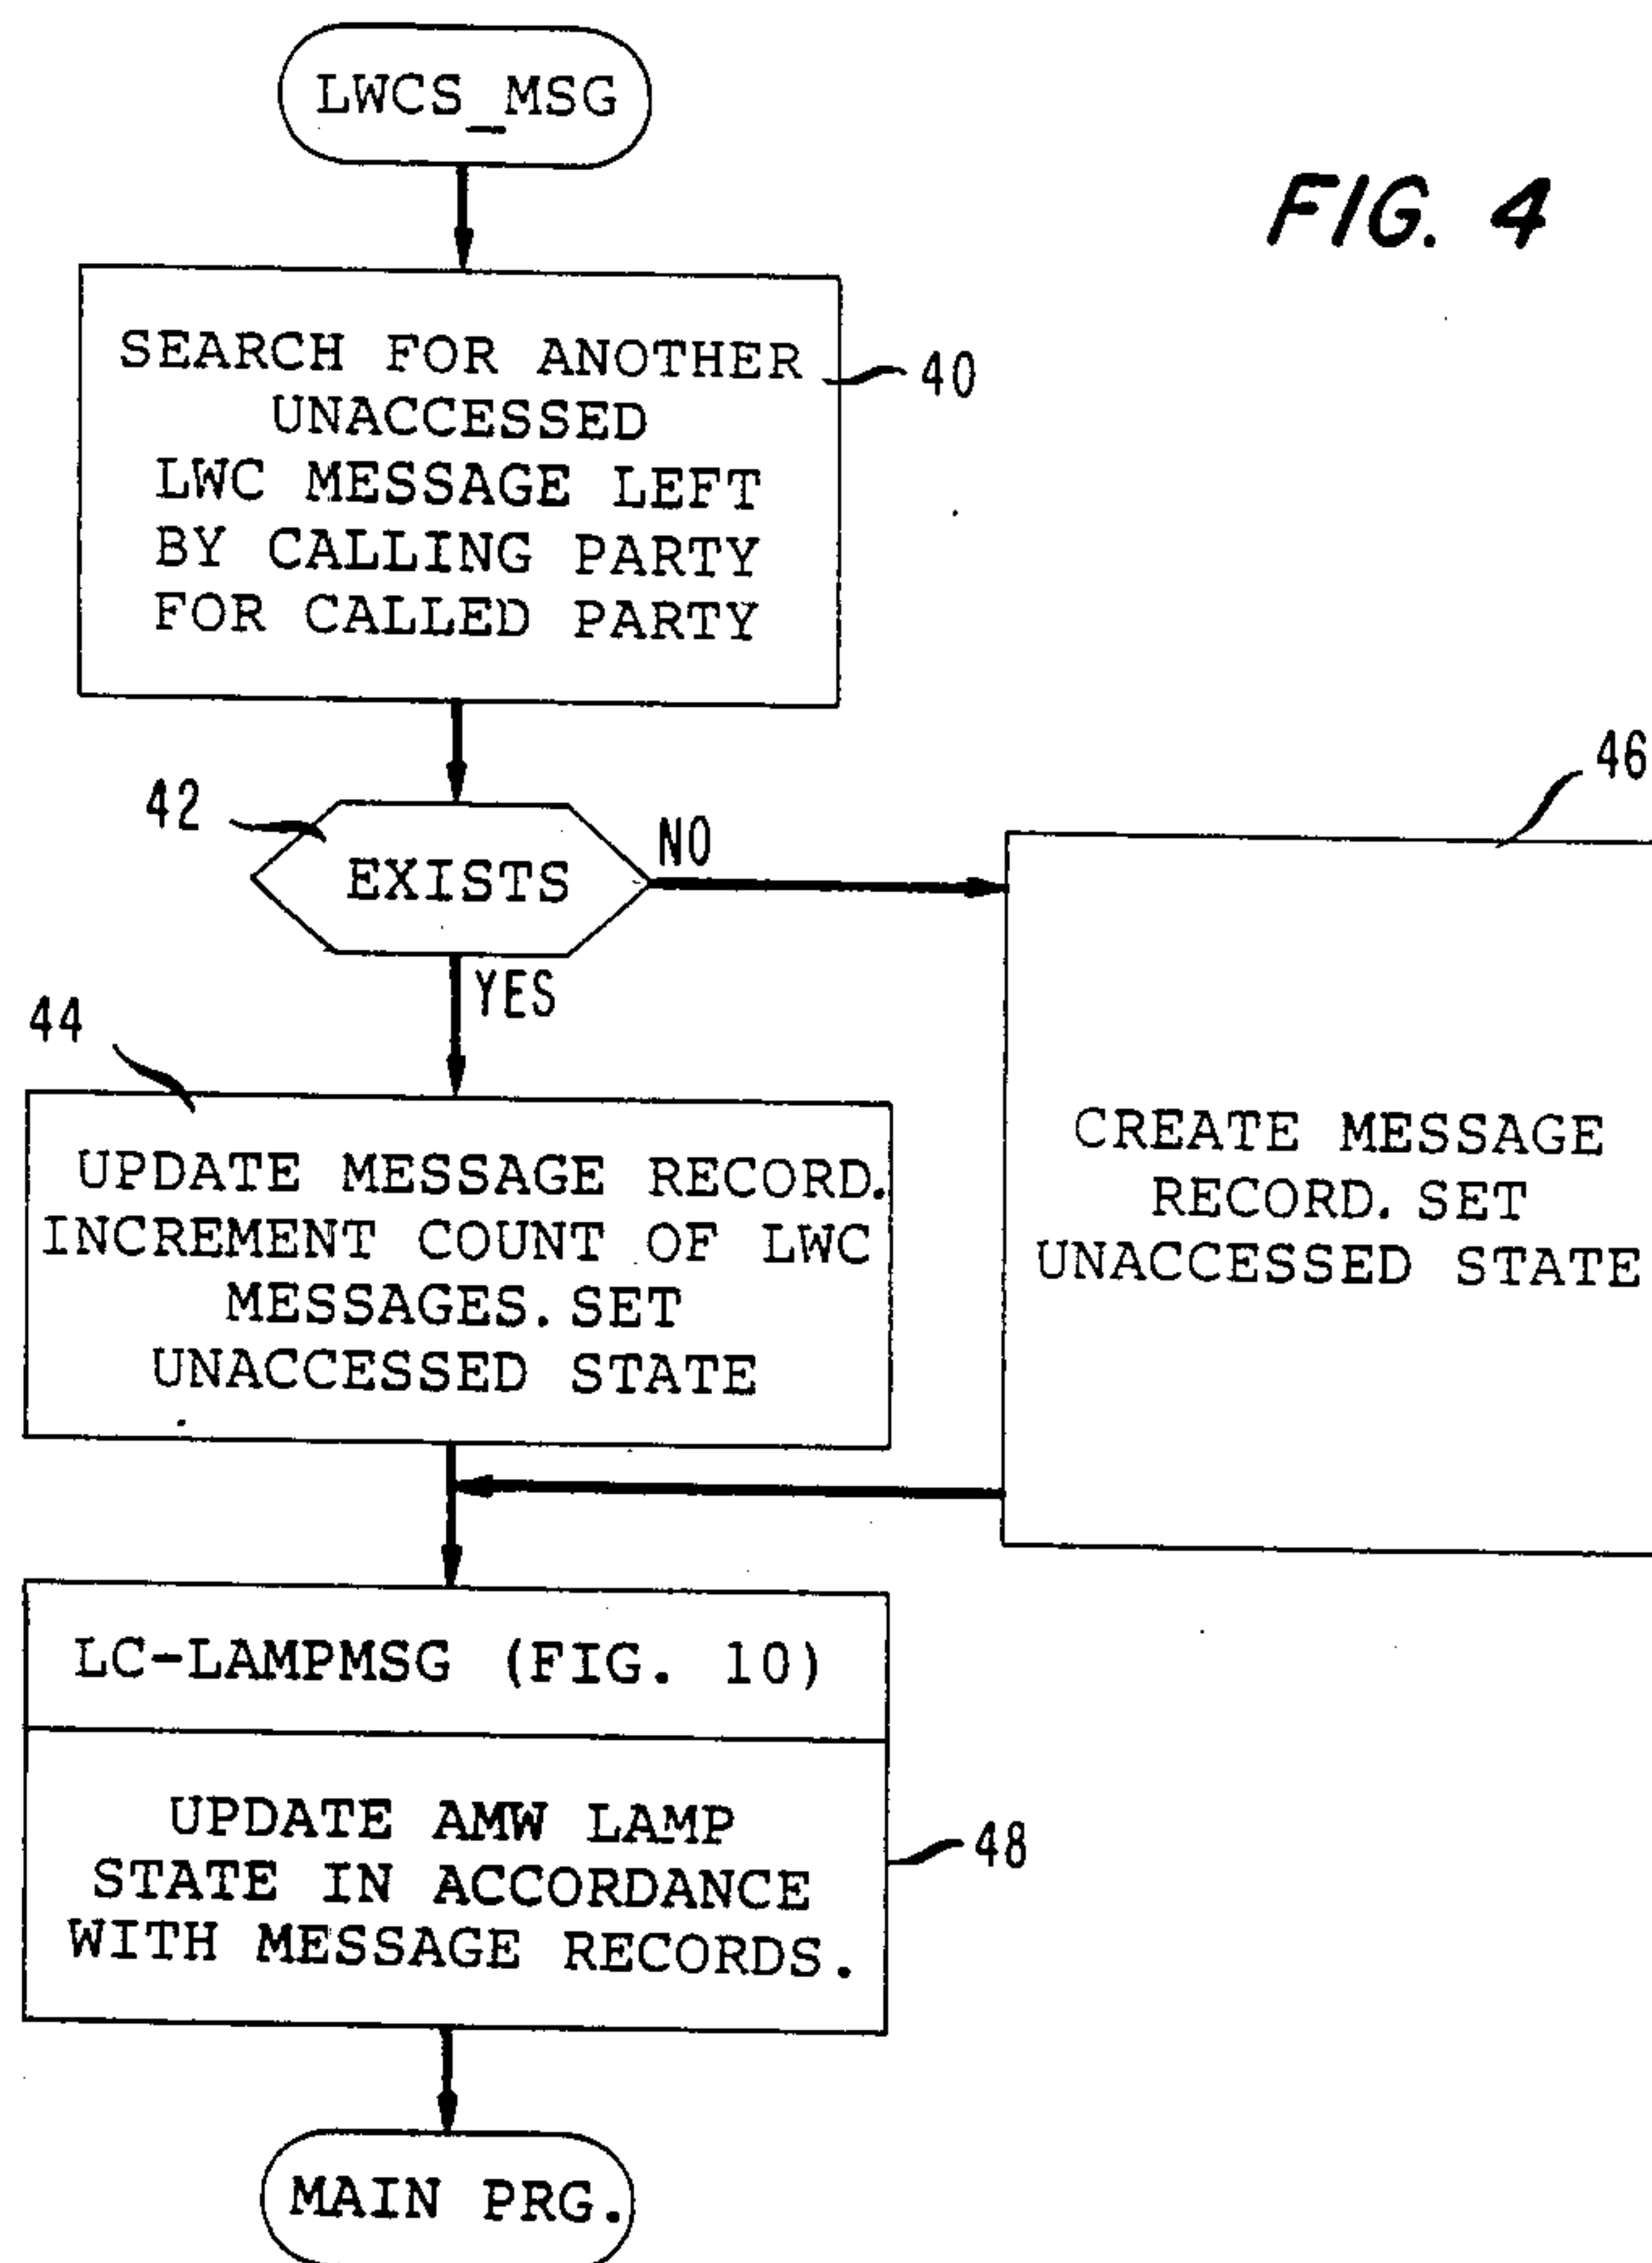 LWCS_MSG
FIG. 4
SEARCH FOR ANOTHER
UNACCESSED
LWC MESSAGE LEFT
BY CALLING PARTY
FOR CALLED PARTY
40
42
EXISTS
NO
YES
46
CREATE MESSAGE
RECORD. SET
UNACCESSED STATE
44
UPDATE MESSAGE RECORD.
INCREMENT COUNT OF LWC
MESSAGES. SET
UNACCESSED STATE
LC-LAMPMSG (FIG. 10)
UPDATE AMW LAMP
STATE IN ACCORDANCE
WITH MESSAGE RECORDS.
48
MAIN PRG.